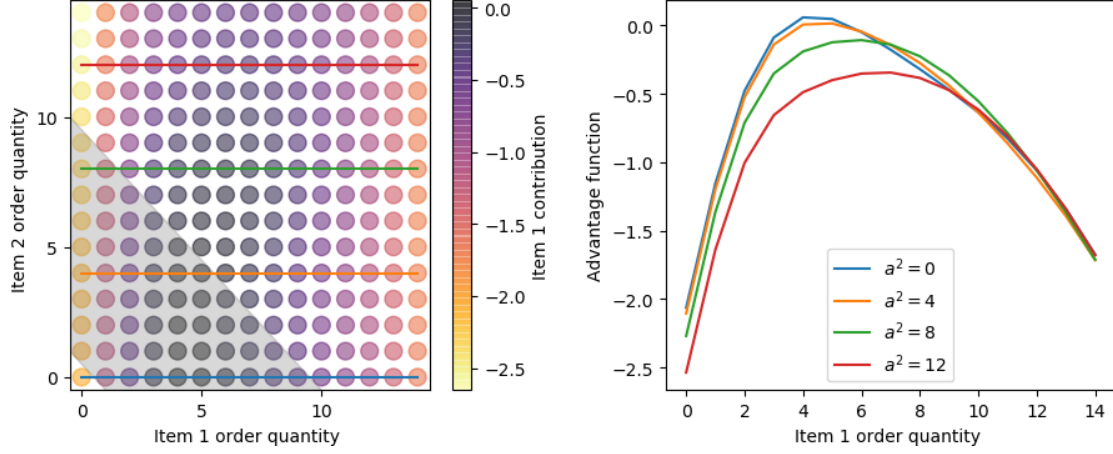 10
5
0
Item 2 order quantity
0 5 10
Item 1 order quantity
0.0
−0.5
−1.0
−1.5
−2.0
−2.5
Item 1 contribution
0.0
−0.5
−1.0
−1.5
−2.0
−2.5
Advantage function
a² = 0
a² = 4
a² = 8
a² = 12
0 2 4 6 8 10 12 14
Item 1 order quantity